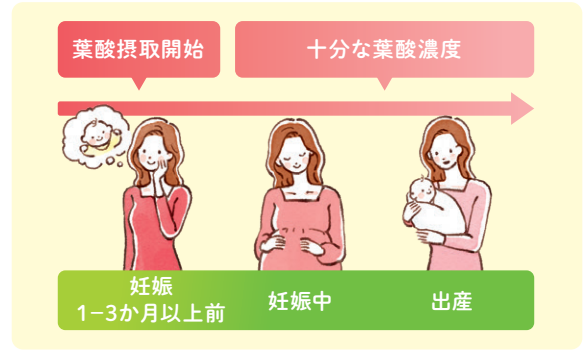 葉酸摂取開始
十分な葉酸濃度
妊娠
1−3か月以上前
妊娠中
出産